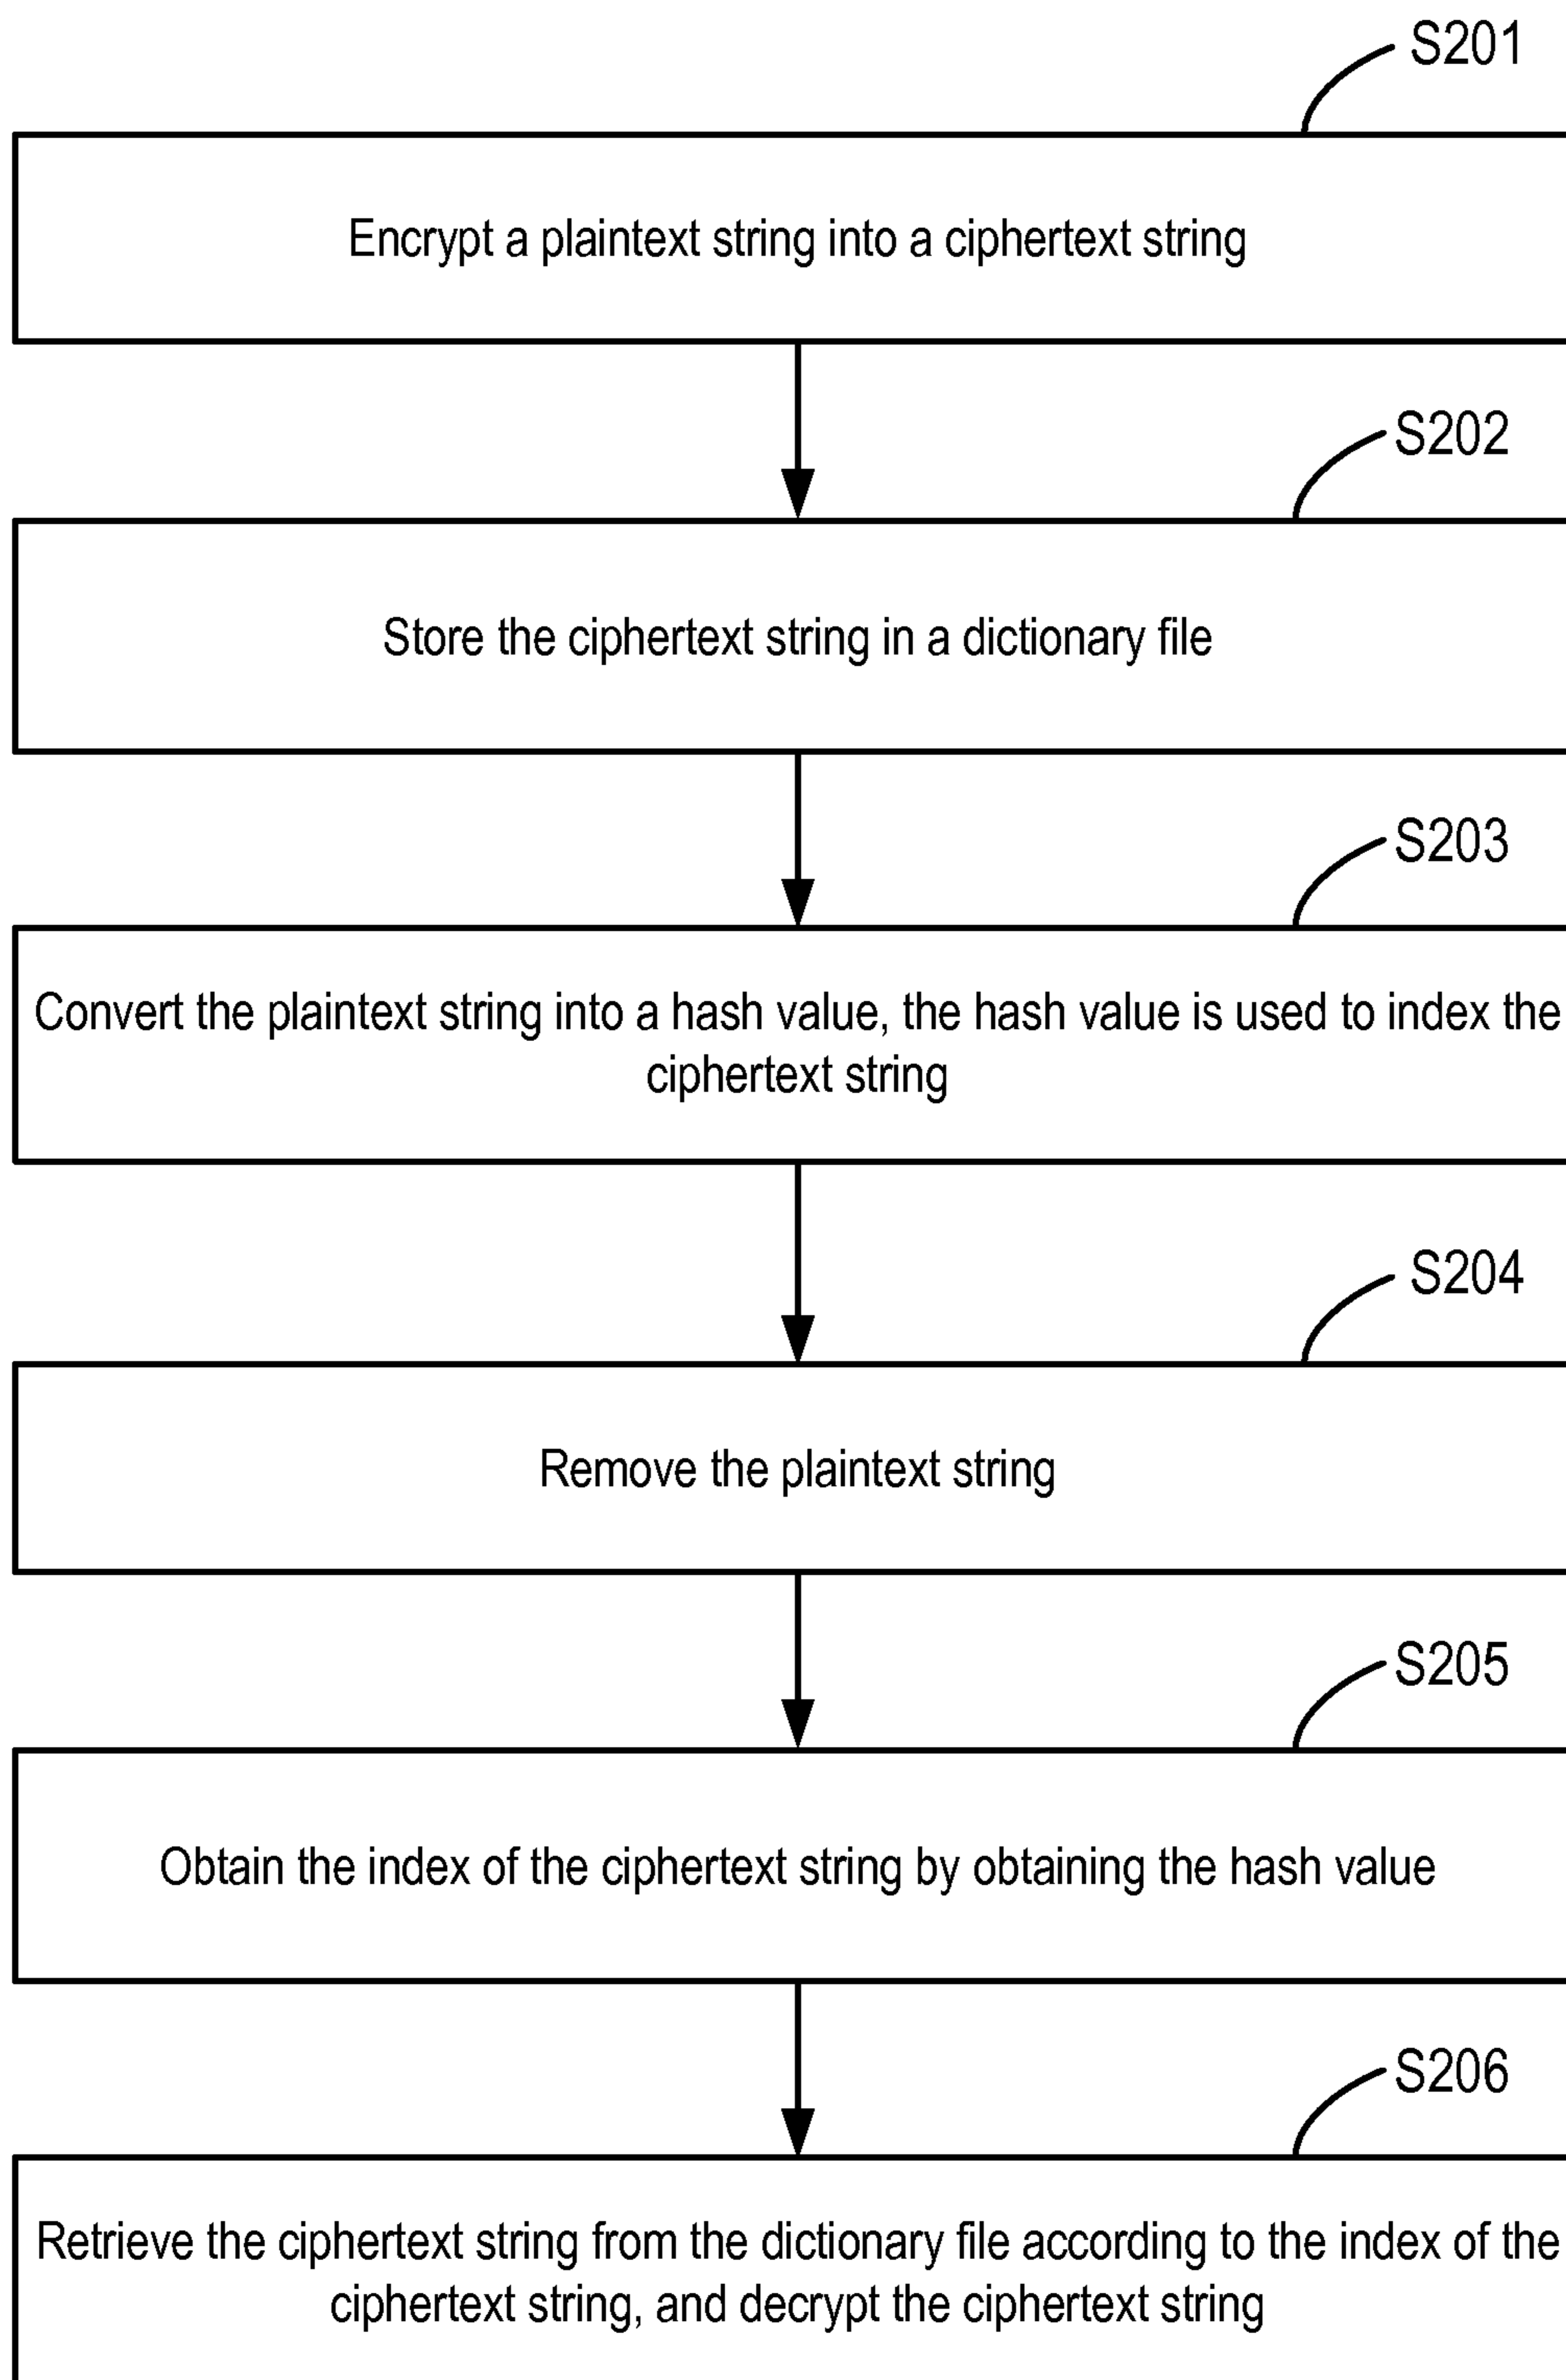 S201
Encrypt a plaintext string into a ciphertext string
S202
Store the ciphertext string in a dictionary file
S203
Convert the plaintext string into a hash value, the hash value is used to index the
ciphertext string
S204
Remove the plaintext string
S205
Obtain the index of the ciphertext string by obtaining the hash value
S206
Retrieve the ciphertext string from the dictionary file according to the index of the
ciphertext string, and decrypt the ciphertext string